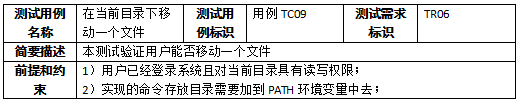 测试用例名称 在当前目录下移动一个文件 测试用例标识 用例 TC09 测试需求标识 TR06
简要描述 本测试验证用户能否移动一个文件
前提和约束 1）用户已经登录系统且对当前目录具有读写权限；
2）实现的命令存放目录需要加到 PATH 环境变量中去；